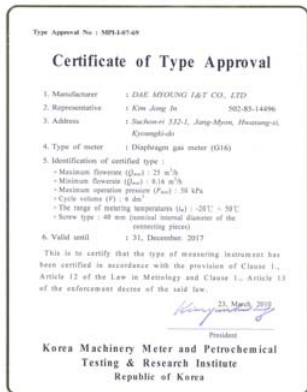 Type Approval No : MPI-I-07-69
Certificate of Type Approval
1. Manufacturer : DAE MYOUNG I&T CO., LTD
2. Representative : Kim Jong In 502-85-14496
3. Address : Suchon-ri 532-1, Jang-Myon, Hwasung-si,
Kyoungki-do
4. Type of meter : Diaphragm gas meter (G16)
5. Identification of certified type :
- Maximum flowrate (Qmax) : 25 m³/h
- Minimum flowrate (Qmin) : 0.16 m³/h
- Maximum operation pressure (Pmax) : 50 kPa
- Cycle volume (V) : 6 dm³
- The range of metering temperatures (tm) : -20℃ ~ 50℃
- Screw type : 40 mm (nominal internal diameter of the
connecting pieces)
6. Valid until : 31, December. 2017
This is to certify that the type of measuring instrument has
been certified in accordance with the provision of Clause 1.,
Article 12 of the Law in Metrology and Clause 1., Article 13
of the enforcement decree of the said law.
23, March, 2010
President
Korea Machinery Meter and Petrochemical
Testing & Research Institute
Republic of Korea